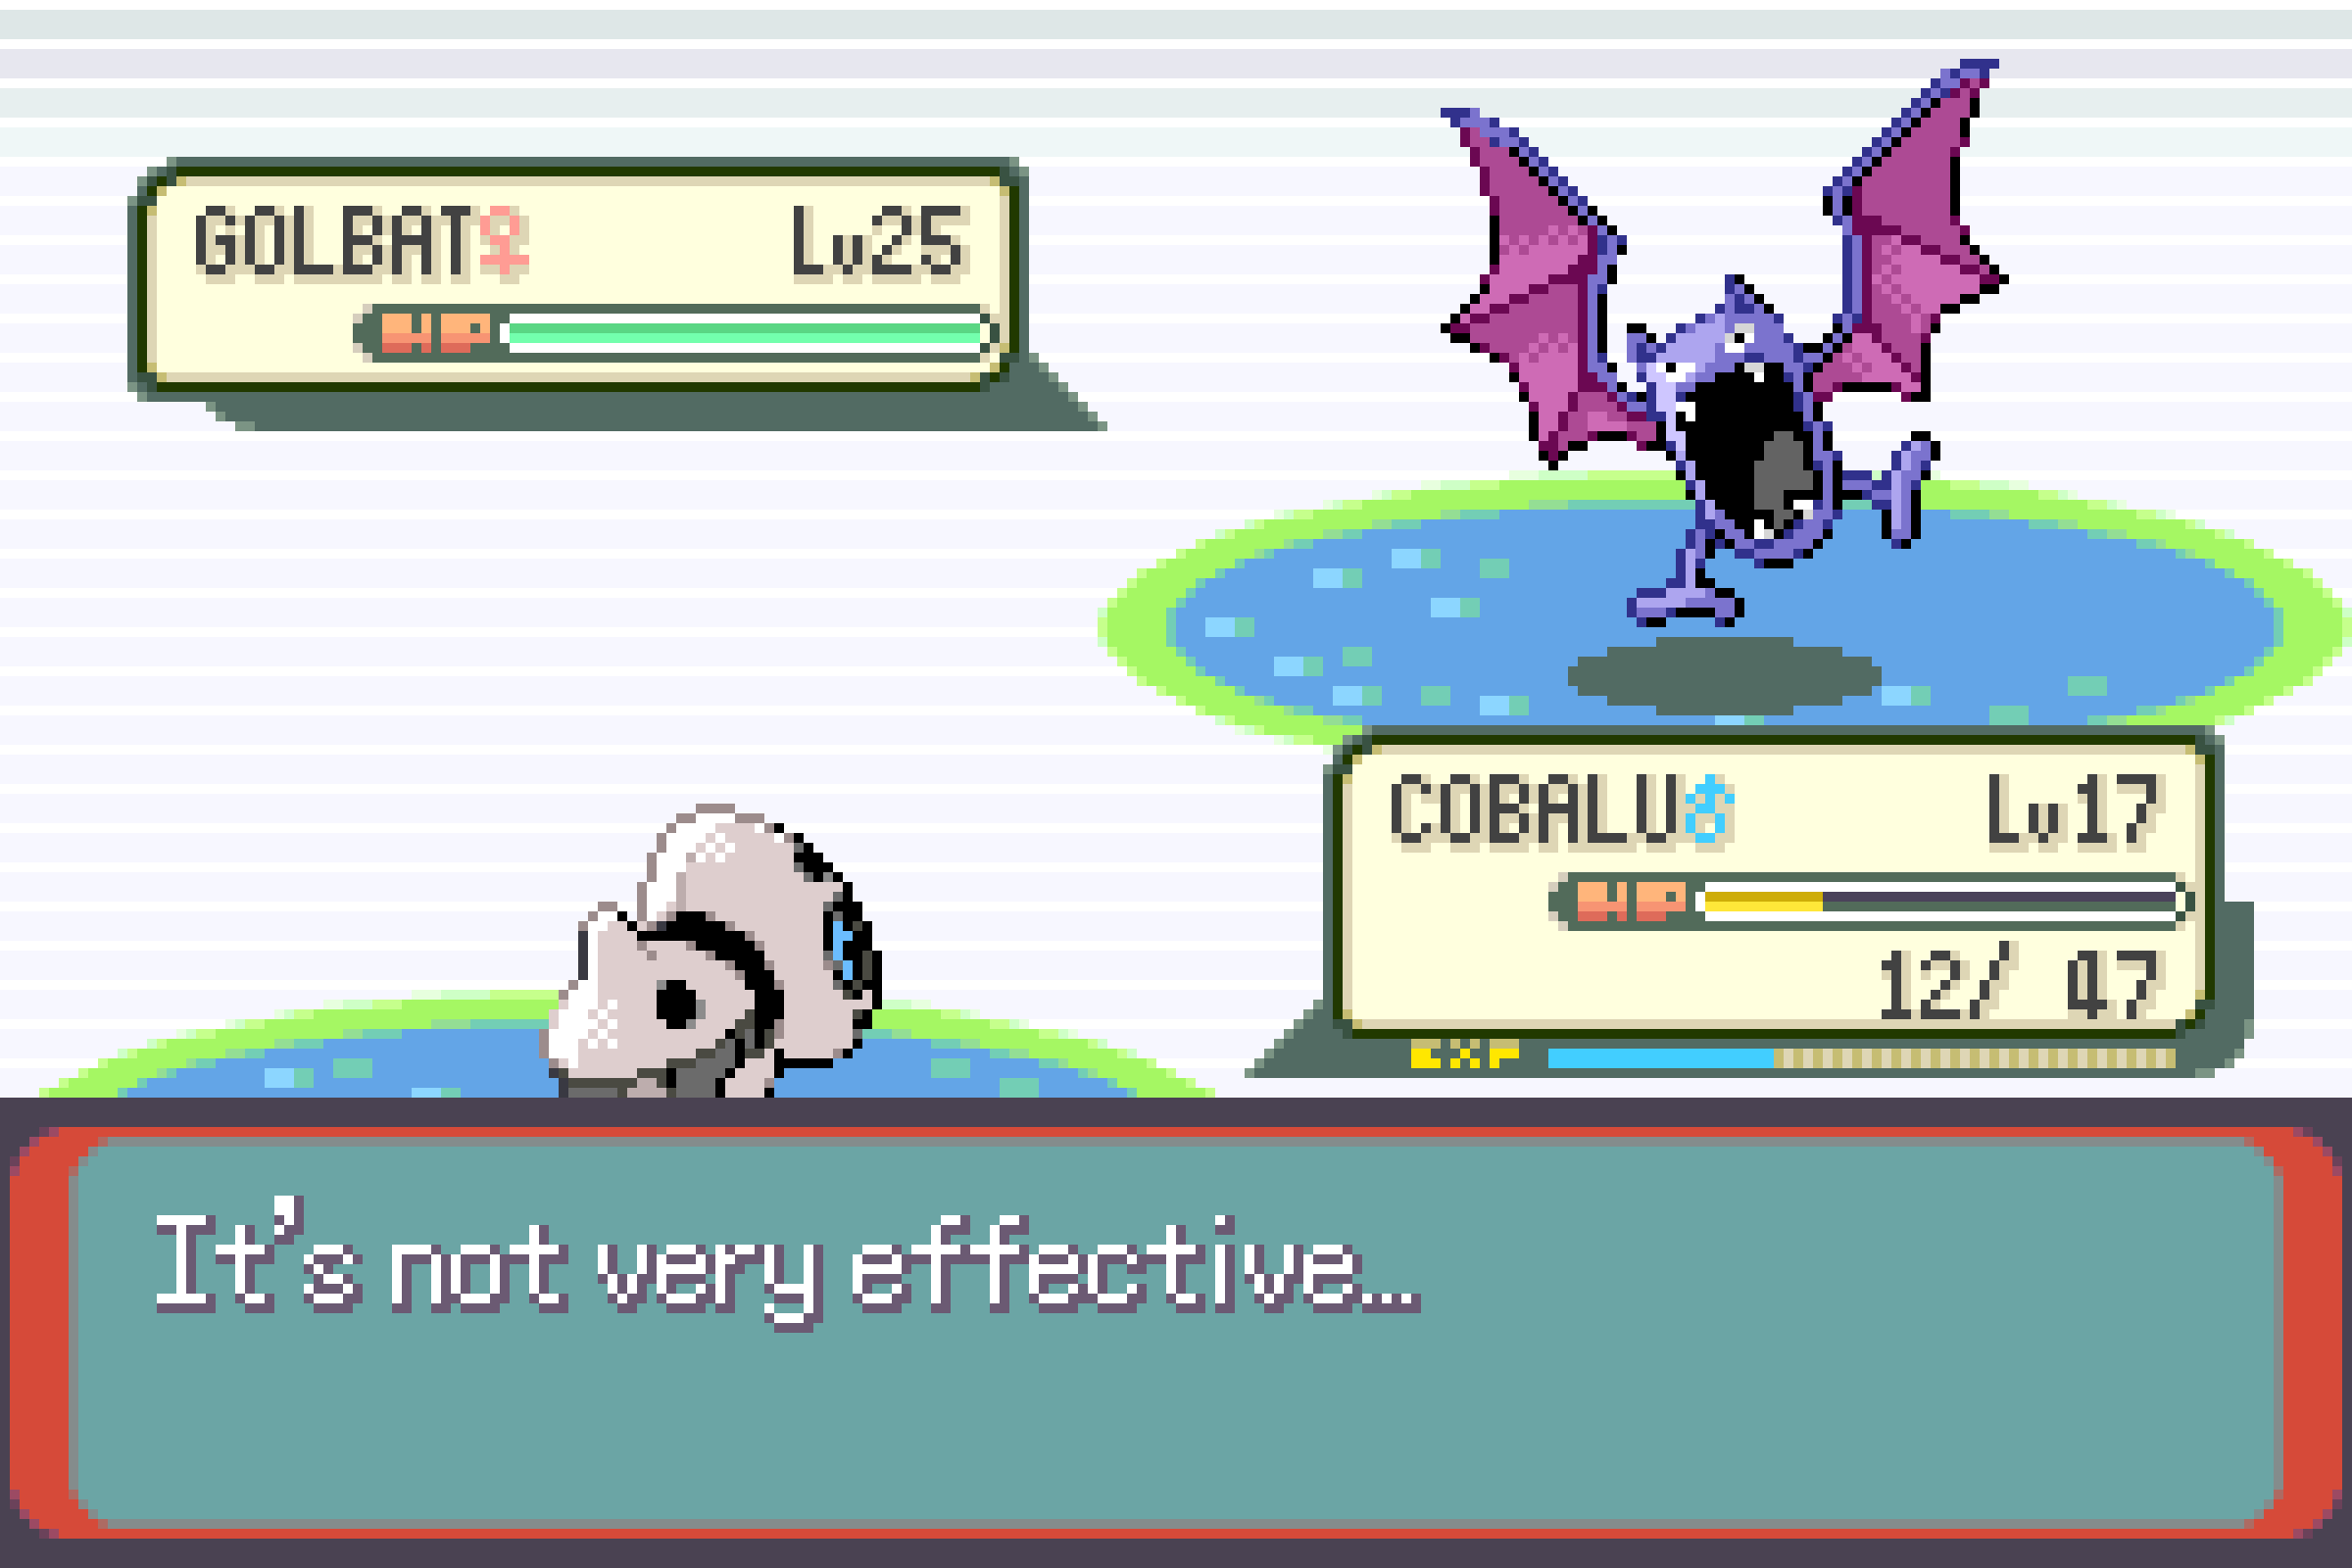 GOLBAT♀ Lv25
HP
COBALU♂ Lv17
HP
12/ 47
EXP
It's not very effective…